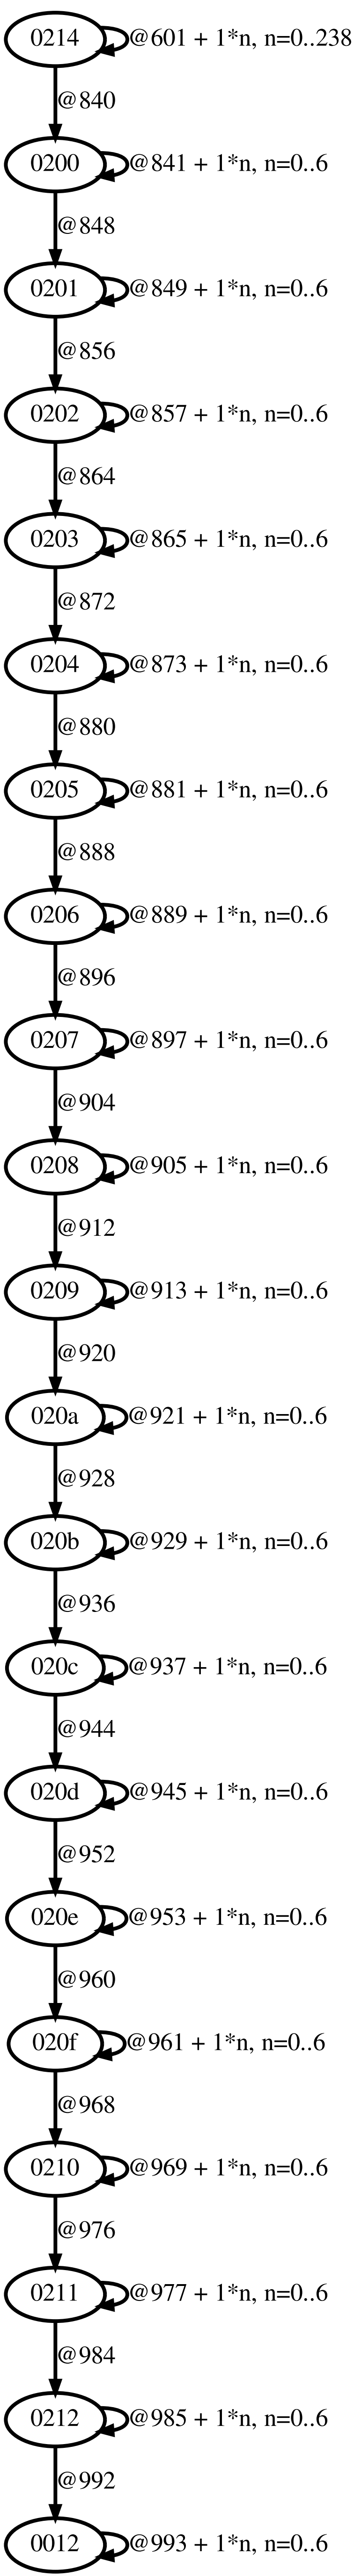 0214 @601 + 1*n, n=0..238
@840
0200 @841 + 1*n, n=0..6
@848
0201 @849 + 1*n, n=0..6
@856
0202 @857 + 1*n, n=0..6
@864
0203 @865 + 1*n, n=0..6
@872
0204 @873 + 1*n, n=0..6
@880
0205 @881 + 1*n, n=0..6
@888
0206 @889 + 1*n, n=0..6
@896
0207 @897 + 1*n, n=0..6
@904
0208 @905 + 1*n, n=0..6
@912
0209 @913 + 1*n, n=0..6
@920
020a @921 + 1*n, n=0..6
@928
020b @929 + 1*n, n=0..6
@936
020c @937 + 1*n, n=0..6
@944
020d @945 + 1*n, n=0..6
@952
020e @953 + 1*n, n=0..6
@960
020f @961 + 1*n, n=0..6
@968
0210 @969 + 1*n, n=0..6
@976
0211 @977 + 1*n, n=0..6
@984
0212 @985 + 1*n, n=0..6
@992
0012 @993 + 1*n, n=0..6